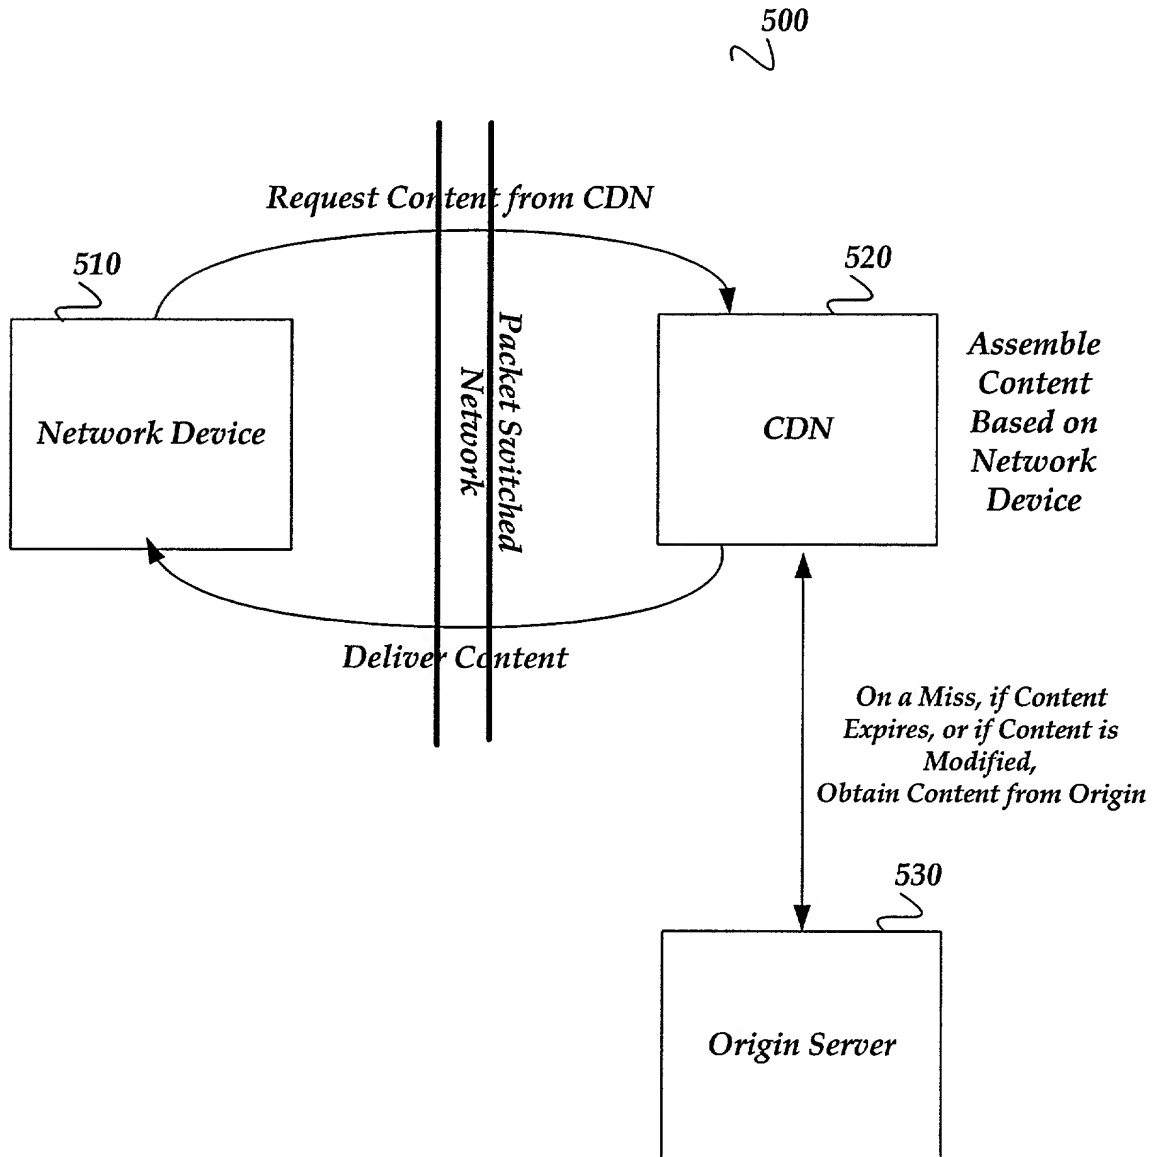 500
Request Content from CDN
510
520
Network Device
Packet Switched
Network
CDN
Assemble
Content
Based on
Network
Device
Deliver Content
On a Miss, if Content
Expires, or if Content is
Modified,
Obtain Content from Origin
530
Origin Server